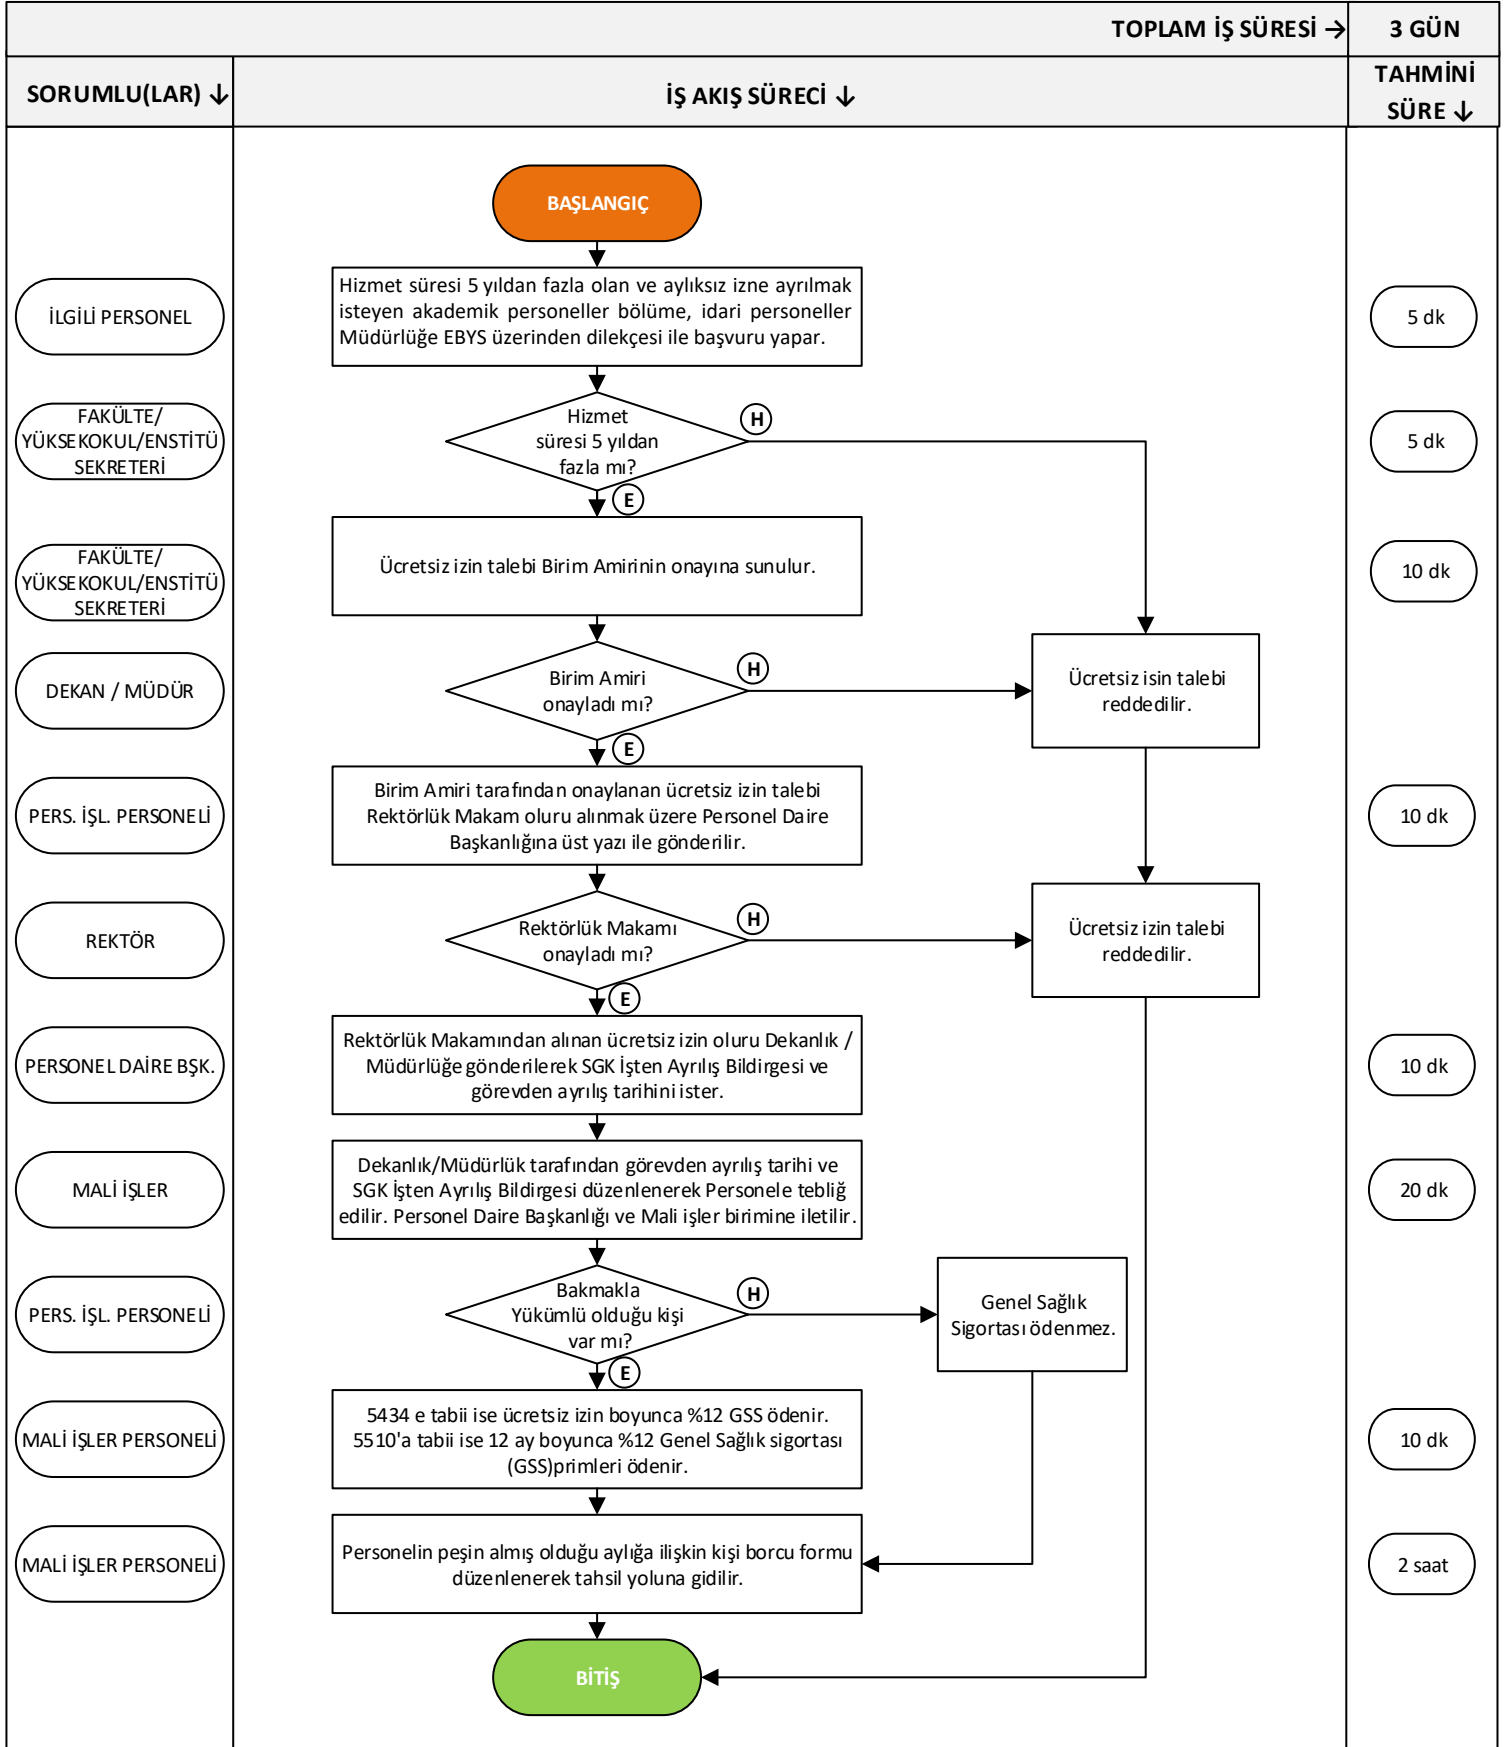 TOPLAM İŞ SÜRESİ →
3 GÜN
SORUMLU(LAR) ↓
İŞ AKIŞ SÜRECİ ↓
TAHMİNİ
SÜRE ↓
BAŞLANGIÇ
İLGİLİ PERSONEL
Hizmet süresi 5 yıldan fazla olan ve aylıksız izne ayrılmak
isteyen akademik personeller bölüme, idari personeller
Müdürlüğe EBYS üzerinden dilekçesi ile başvuru yapar.
5 dk
FAKÜLTE/
YÜKSEKOKUL/ENSTİTÜ
SEKRETERİ
Hizmet
süresi 5 yıldan
fazla mı?
H
E
5 dk
FAKÜLTE/
YÜKSEKOKUL/ENSTİTÜ
SEKRETERİ
Ücretsiz izin talebi Birim Amirinin onayına sunulur.
10 dk
DEKAN / MÜDÜR
Birim Amiri
onayladı mı?
H
E
Ücretsiz isin talebi
reddedilir.
PERS. İŞL. PERSONELİ
Birim Amiri tarafından onaylanan ücretsiz izin talebi
Rektörlük Makam oluru alınmak üzere Personel Daire
Başkanlığına üst yazı ile gönderilir.
10 dk
REKTÖR
Rektörlük Makamı
onayladı mı?
H
E
Ücretsiz izin talebi
reddedilir.
PERSONEL DAİRE BŞK.
Rektörlük Makamından alınan ücretsiz izin oluru Dekanlık /
Müdürlüğe gönderilerek SGK İşten Ayrılış Bildirgesi ve
görevden ayrılış tarihini ister.
10 dk
MALİ İŞLER
Dekanlık/Müdürlük tarafından görevden ayrılış tarihi ve
SGK İşten Ayrılış Bildirgesi düzenlenerek Personele tebliğ
edilir. Personel Daire Başkanlığı ve Mali işler birimine iletilir.
20 dk
PERS. İŞL. PERSONELİ
Bakmakla
Yükümlü olduğu kişi
var mı?
H
E
Genel Sağlık
Sigortası ödenmez.
MALİ İŞLER PERSONELİ
5434 e tabii ise ücretsiz izin boyunca %12 GSS ödenir.
5510'a tabii ise 12 ay boyunca %12 Genel Sağlık sigortası
(GSS)primleri ödenir.
10 dk
MALİ İŞLER PERSONELİ
Personelin peşin almış olduğu aylığa ilişkin kişi borcu formu
düzenlenerek tahsil yoluna gidilir.
2 saat
BİTİŞ